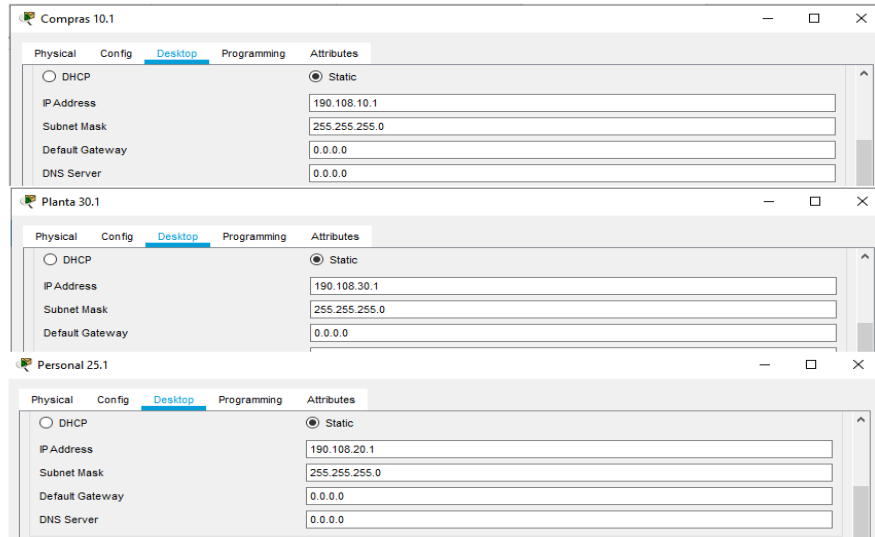 Compras 10.1
Physical Config Desktop Programming Attributes
DHCP Static
IP Address 190.108.10.1
Subnet Mask 255.255.255.0
Default Gateway 0.0.0.0
DNS Server 0.0.0.0
Planta 30.1
Physical Config Desktop Programming Attributes
DHCP Static
IP Address 190.108.30.1
Subnet Mask 255.255.255.0
Default Gateway 0.0.0.0
Personal 25.1
Physical Config Desktop Programming Attributes
DHCP Static
IP Address 190.108.20.1
Subnet Mask 255.255.255.0
Default Gateway 0.0.0.0
DNS Server 0.0.0.0